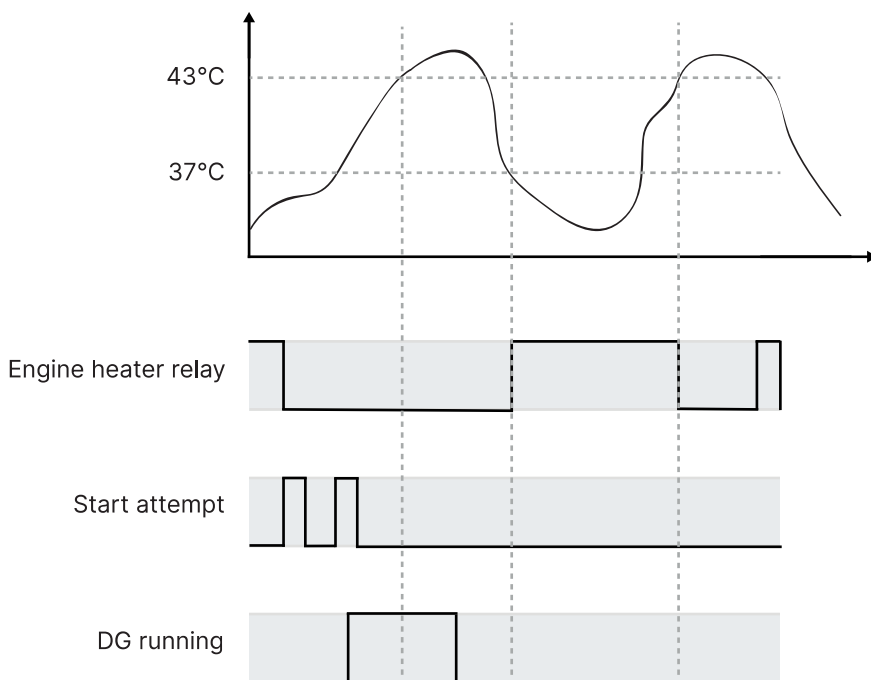 43°C
37°C
Engine heater relay
Start attempt
DG running